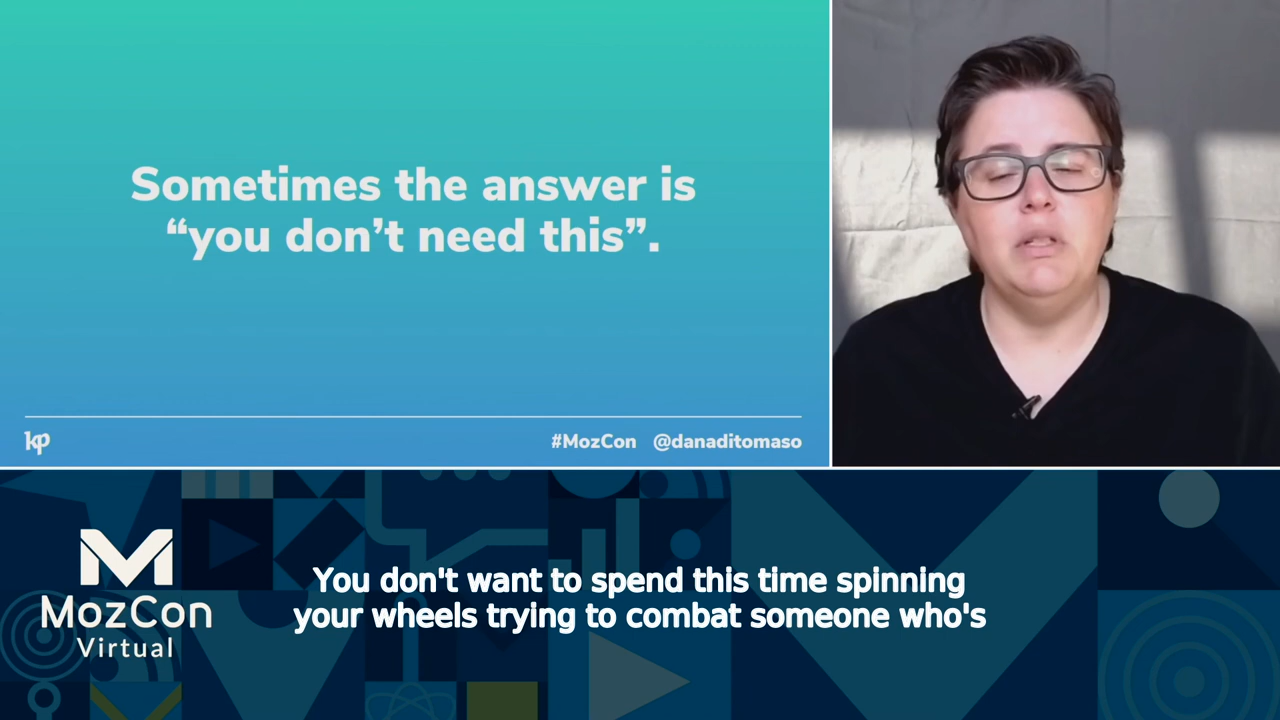 Sometimes the answer is
“you don’t need this”.
kp
#MozCon @danaditomaso
MozCon
Virtual
You don't want to spend this time spinning
your wheels trying to combat someone who's